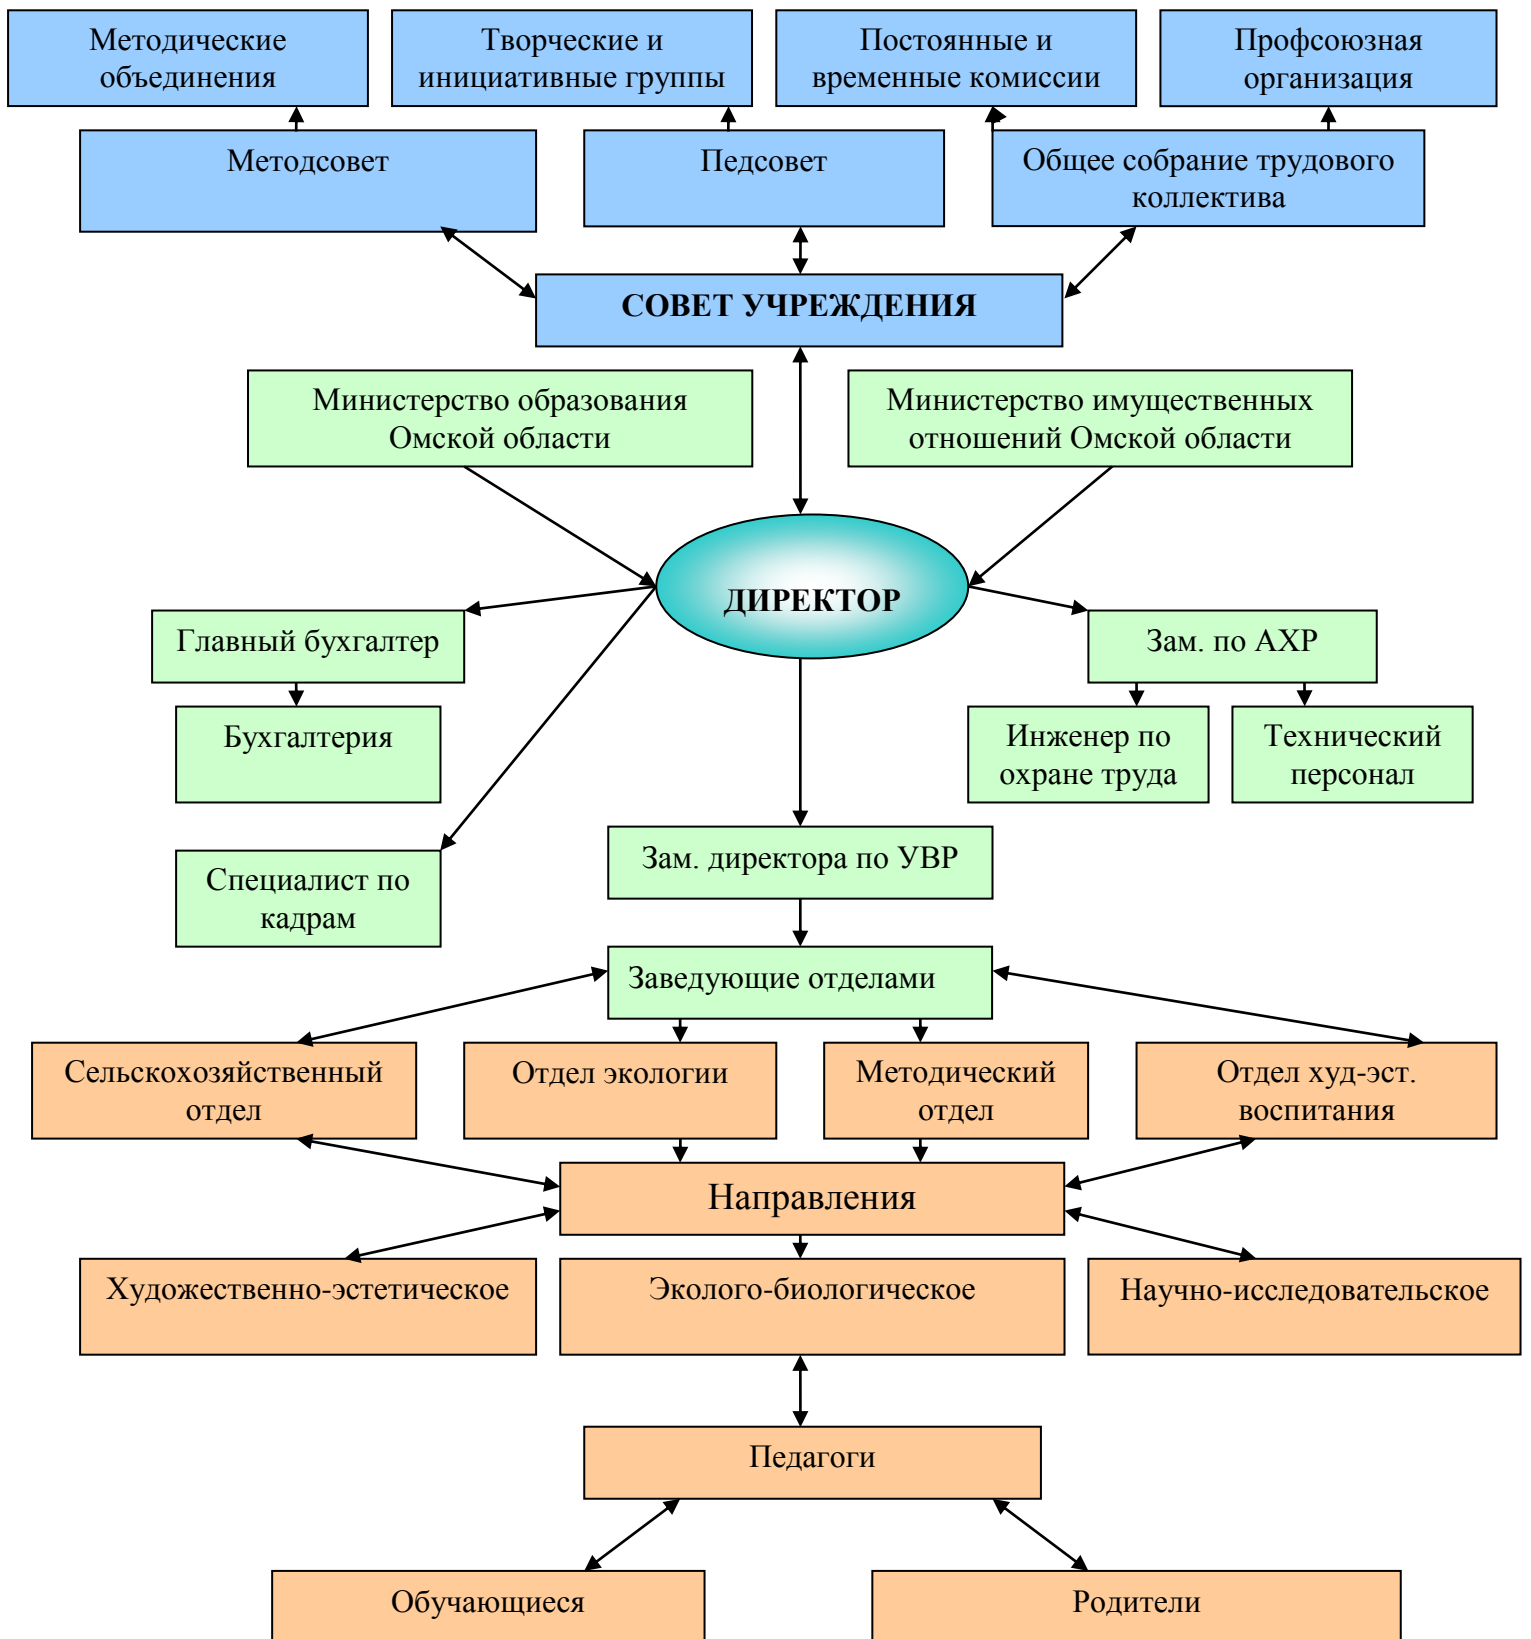 Методические
объединения
Творческие и
инициативные группы
Постоянные и
временные комиссии
Профсоюзная
организация
Методсовет
Педсовет
Общее собрание трудового
коллектива
СОВЕТ УЧРЕЖДЕНИЯ
Министерство образования
Омской области
Министерство имущественных
отношений Омской области
ДИРЕКТОР
Главный бухгалтер
Зам. по АХР
Бухгалтерия
Инженер по
охране труда
Технический
персонал
Зам. директора по УВР
Специалист по
кадрам
Заведующие отделами
Сельскохозяйственный
отдел
Отдел экологии
Методический
отдел
Отдел худ-эст.
воспитания
Направления
Художественно-эстетическое
Эколого-биологическое
Научно-исследовательское
Педагоги
Обучающиеся
Родители